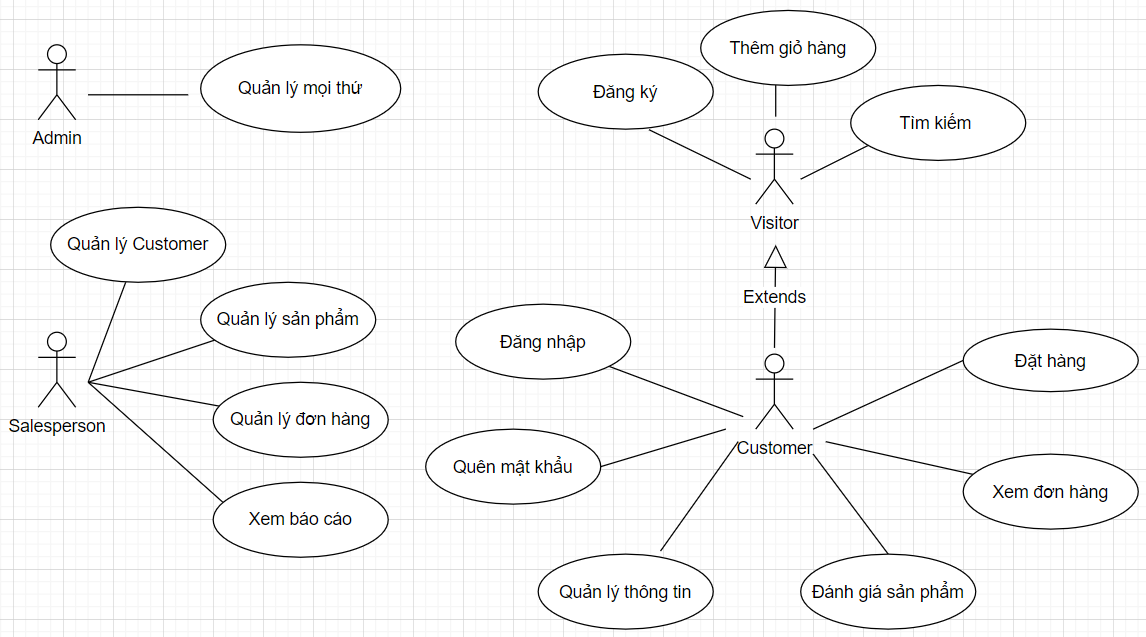 Quản lý mọi thứ
Admin
Thêm giỏ hàng
Đăng ký
Tìm kiếm
Visitor
Extends
Quản lý Customer
Quản lý sản phẩm
Quản lý đơn hàng
Xem báo cáo
Salesperson
Đăng nhập
Đặt hàng
Customer
Quên mật khẩu
Xem đơn hàng
Quản lý thông tin
Đánh giá sản phẩm